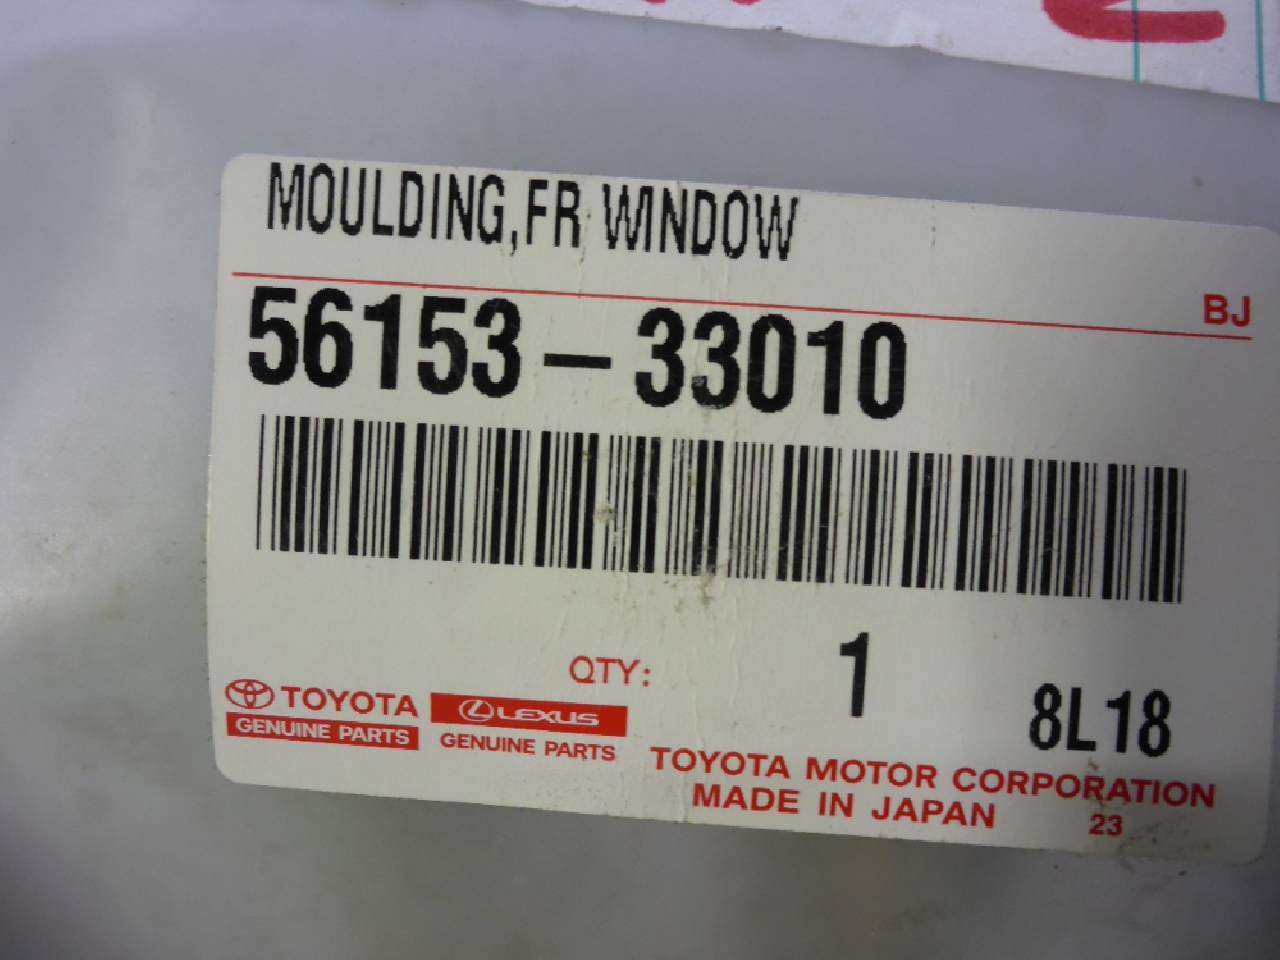 MOULDING,FR WINDOW
BJ
56153-33010
QTY: 1
8L18
TOYOTA
GENUINE PARTS
LEXUS
GENUINE PARTS
TOYOTA MOTOR CORPORATION
MADE IN JAPAN 23